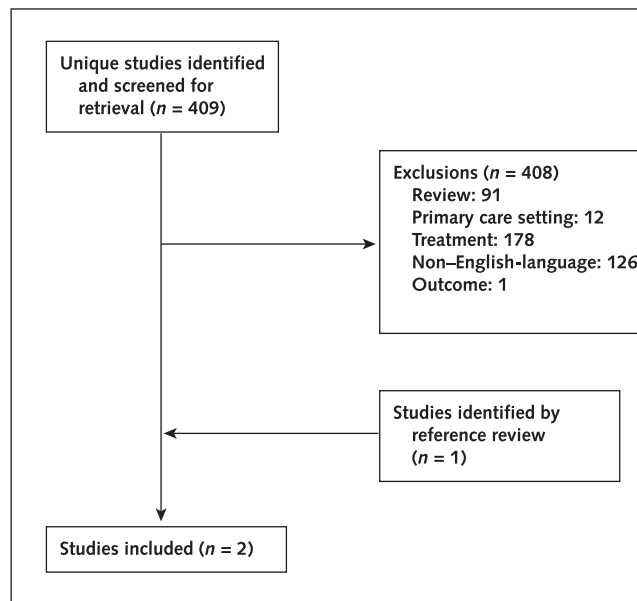 Unique studies identified
and screened for
retrieval (n = 409)
Exclusions (n = 408)
Review: 91
Primary care setting: 12
Treatment: 178
Non–English-language: 126
Outcome: 1
Studies identified by
reference review
(n = 1)
Studies included (n = 2)